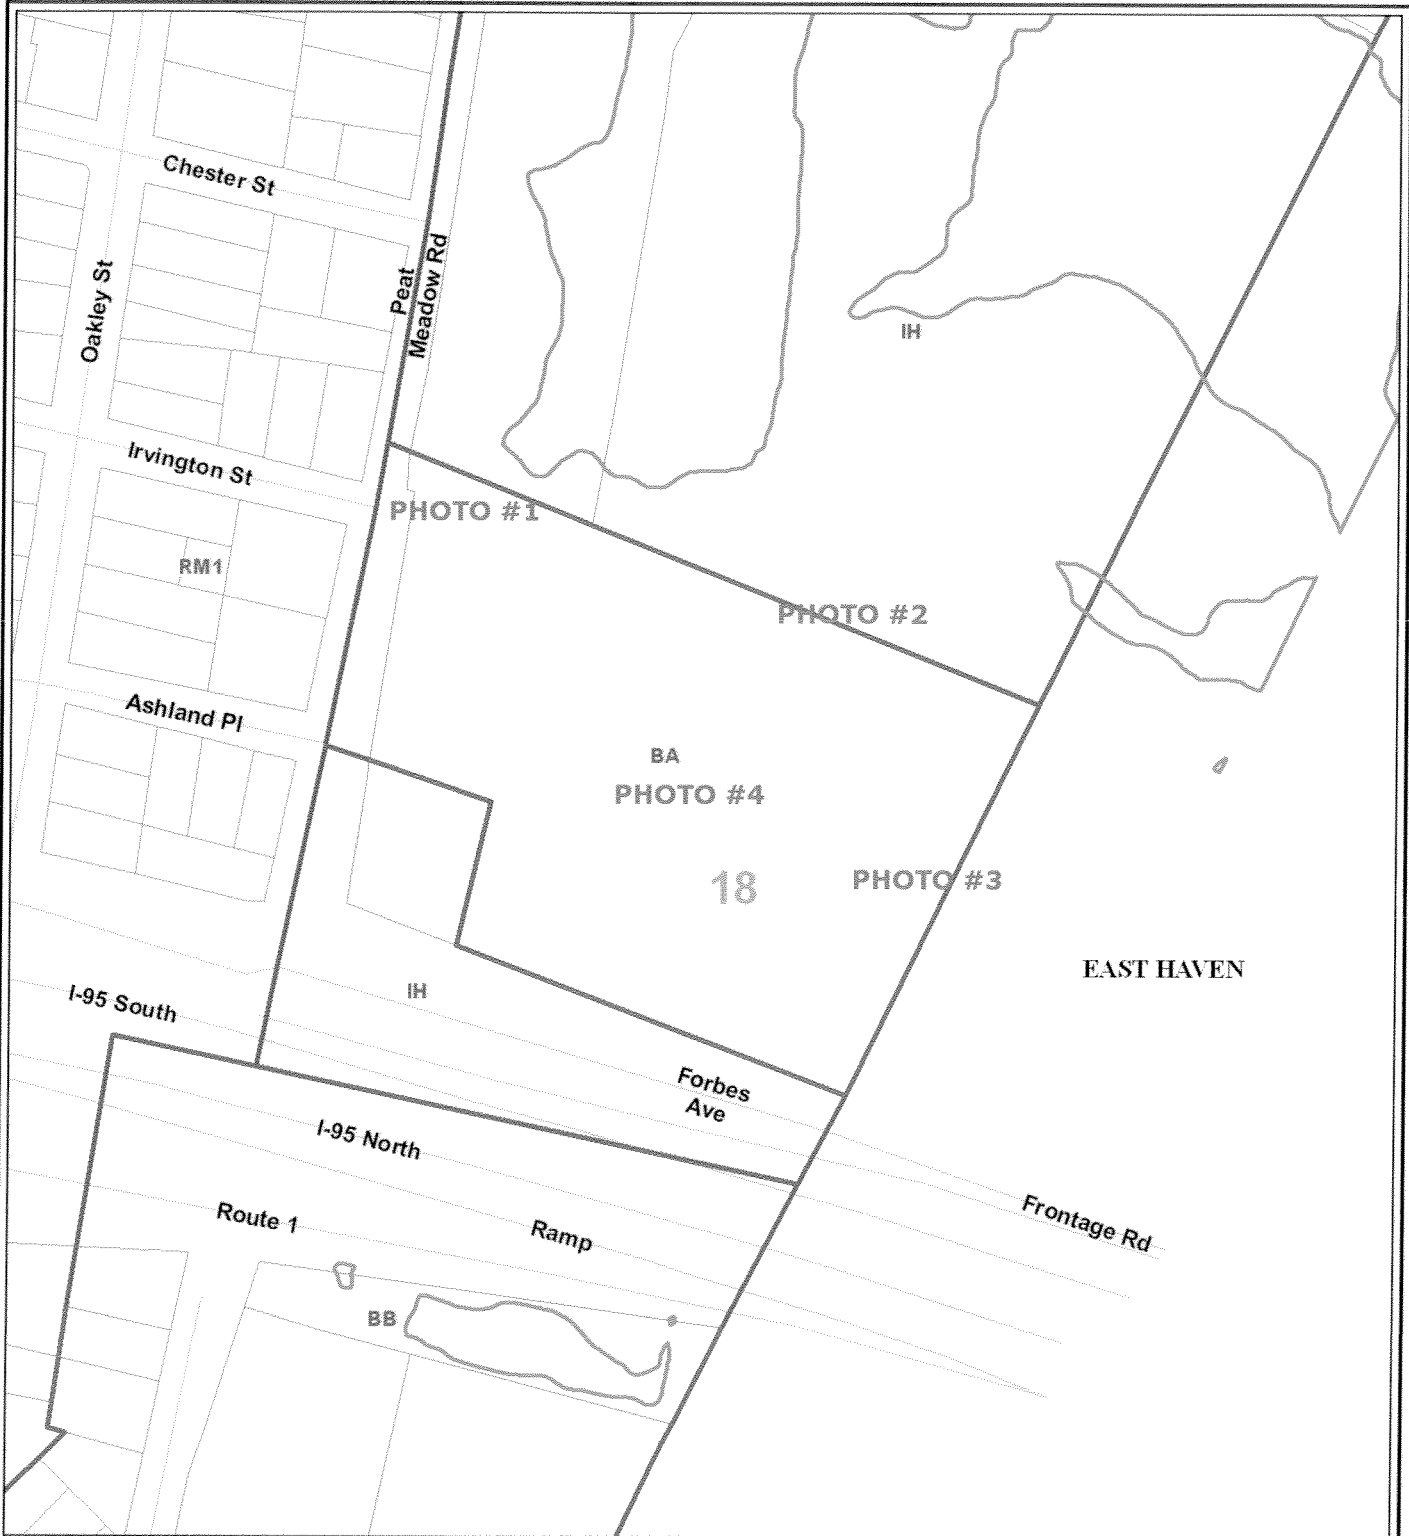 Chester St
Peat
Meadow Rd
Oakley St
IH
Irvington St
PHOTO #1
RM1
PHOTO #2
Ashland Pl
BA
PHOTO #4
18
PHOTO #3
EAST HAVEN
IH
I-95 South
Forbes
Ave
I-95 North
Route 1
Ramp
Frontage Rd
BB